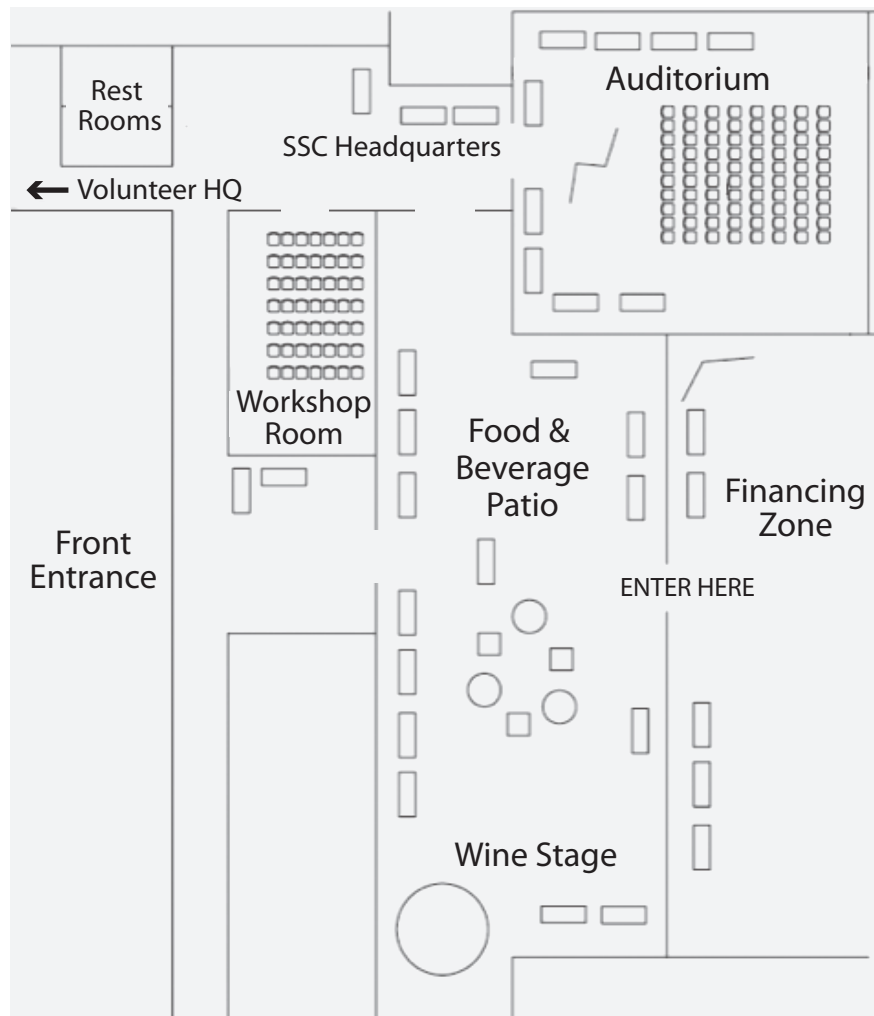 Rest
Rooms
Auditorium
SSC Headquarters
← Volunteer HQ
Workshop
Room
Food &
Beverage
Patio
Financing
Zone
Front
Entrance
ENTER HERE
Wine Stage